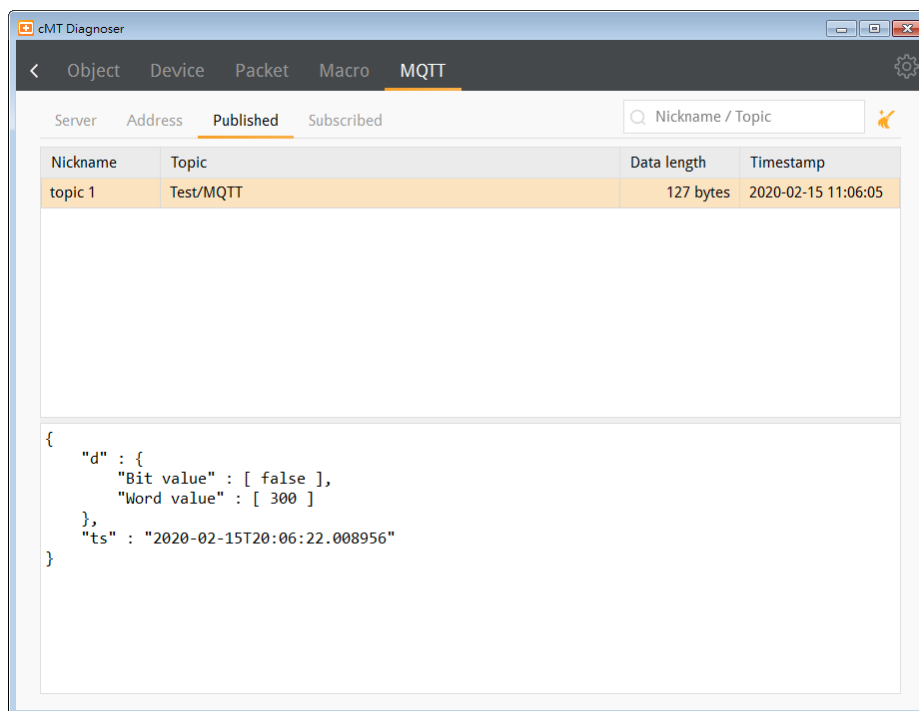 cMT Diagnoser
Object Device Packet Macro MQTT
Server Address Published Subscribed Nickname / Topic
Nickname Topic Data length Timestamp
topic 1 Test/MQTT 127 bytes 2020-02-15 11:06:05
{
"d" : {
"Bit value" : [ false ],
"Word value" : [ 300 ]
},
"ts" : "2020-02-15T20:06:22.008956"
}